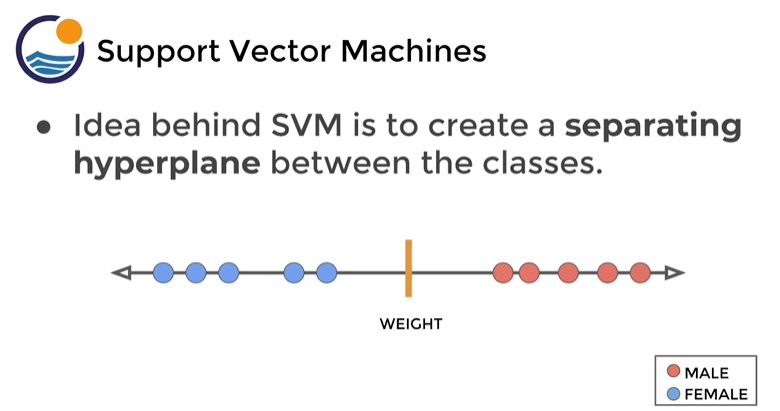 Support Vector Machines
● Idea behind SVM is to create a separating
hyperplane between the classes.
WEIGHT
MALE
FEMALE